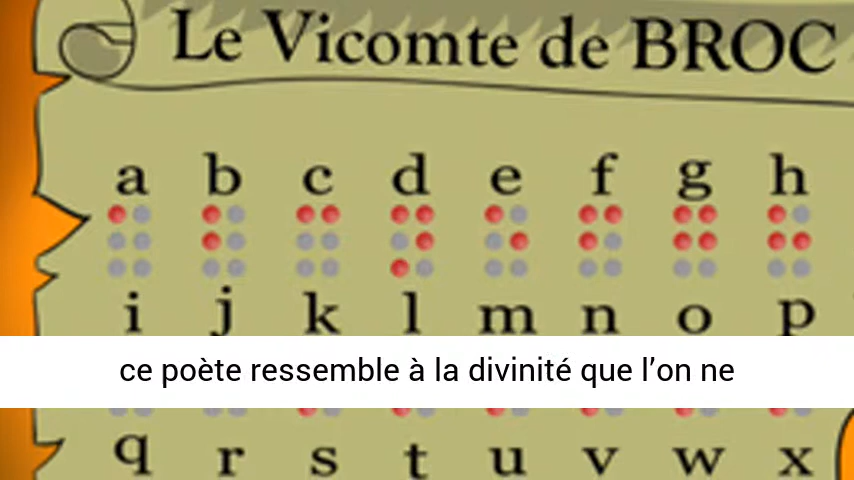 Le Vicomte de BROC
a b c d e f g h
i j k l m n o p
ce poète ressemble à la divinité que l’on ne
q r s t u v w x